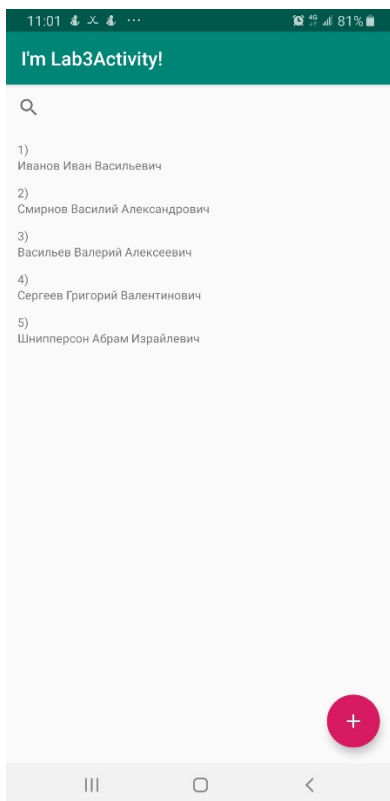 11:01
4G
81%
I'm Lab3Activity!
1)
Иванов Иван Васильевич
2)
Смирнов Василий Александрович
3)
Васильев Валерий Алексеевич
4)
Сергеев Григорий Валентинович
5)
Шнипперсон Абрам Израйлевич
+